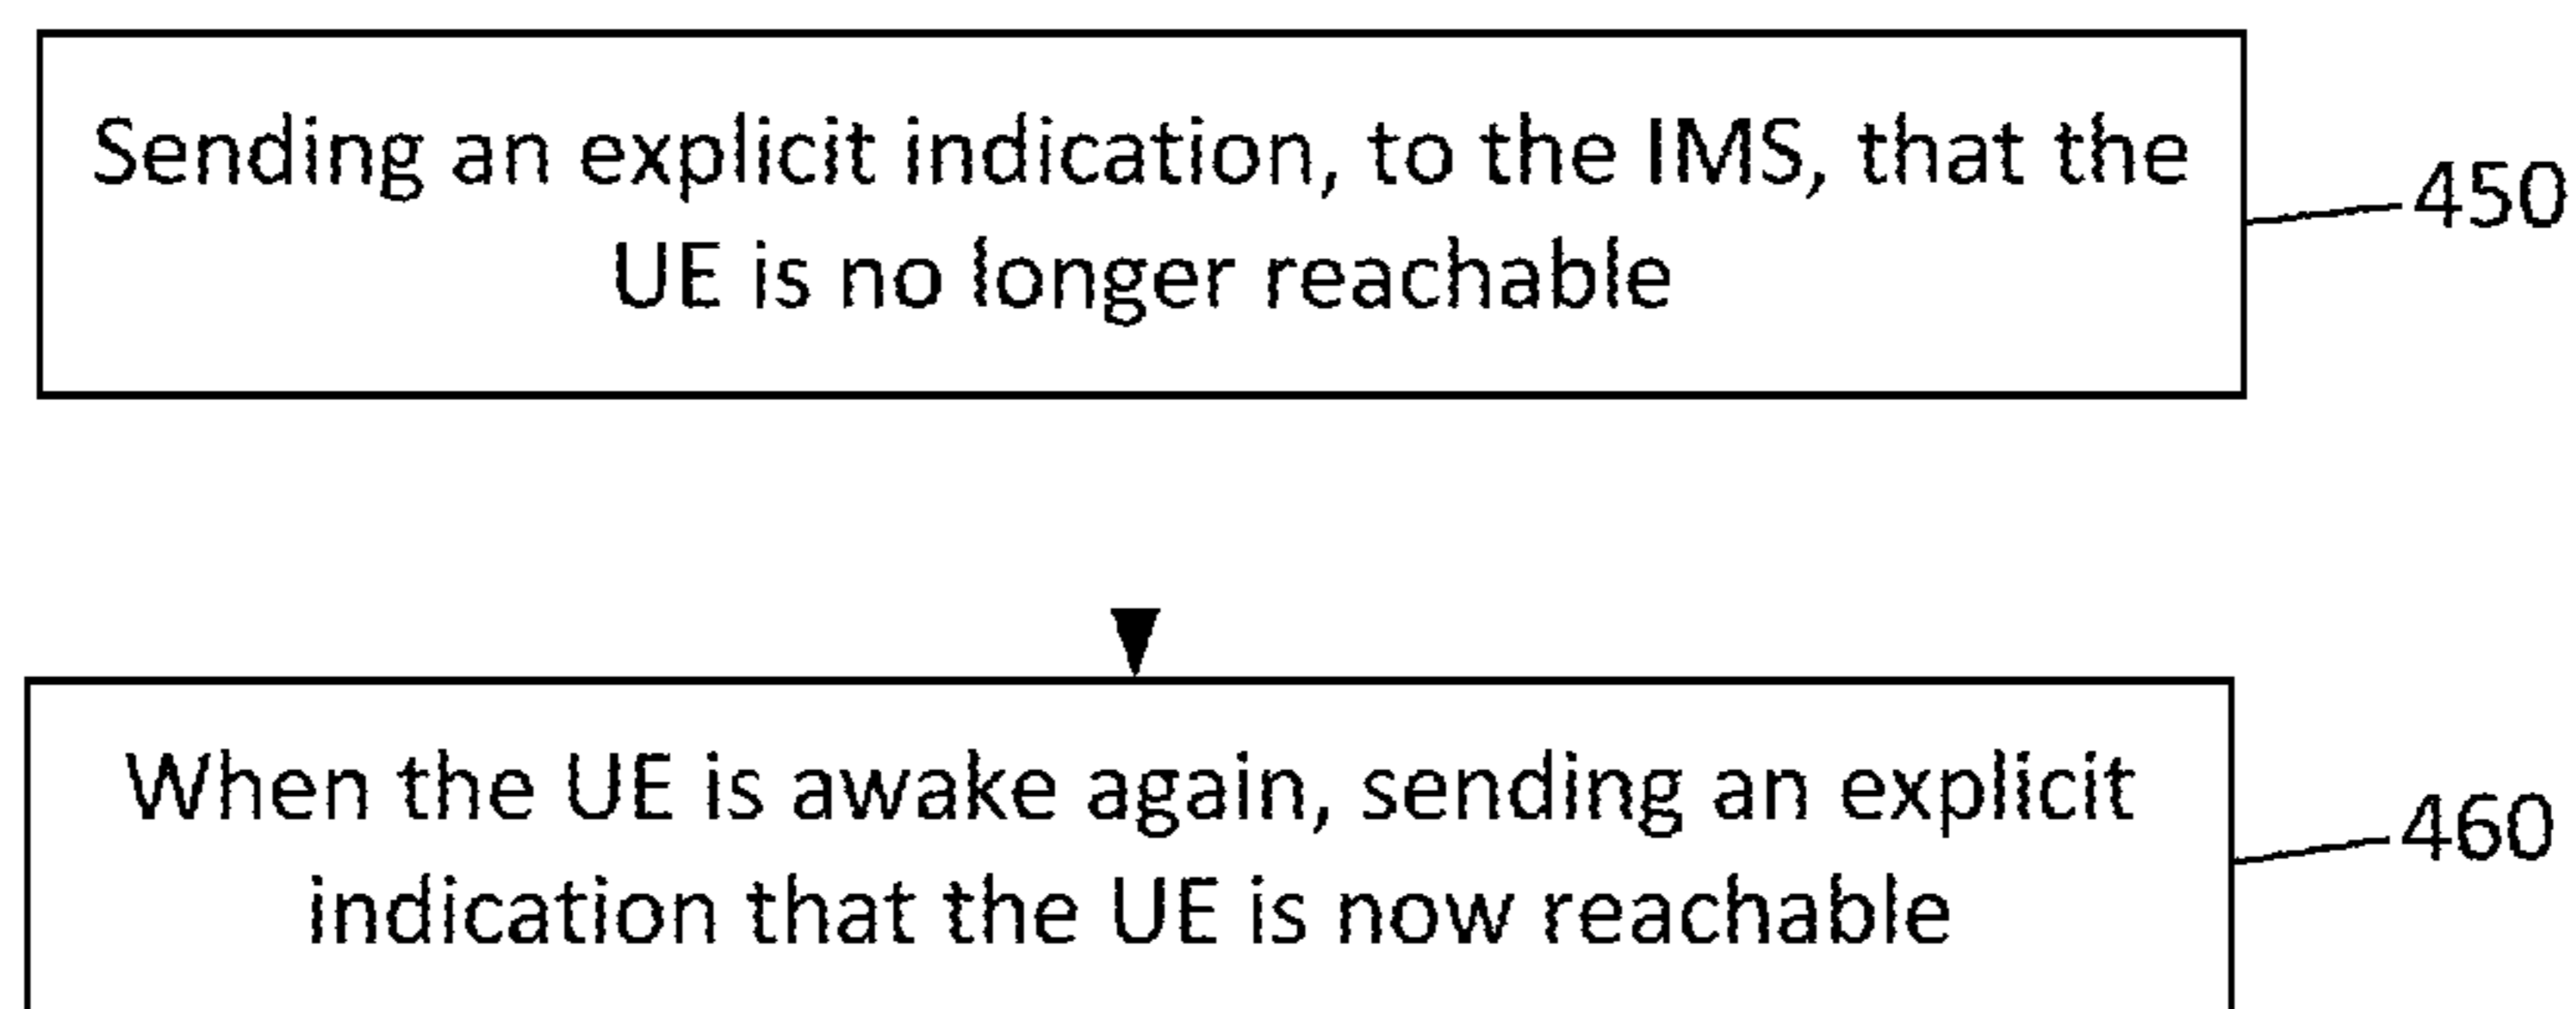 Sending an explicit indication, to the IMS, that the
UE is no longer reachable
450
When the UE is awake again, sending an explicit
indication that the UE is now reachable
460